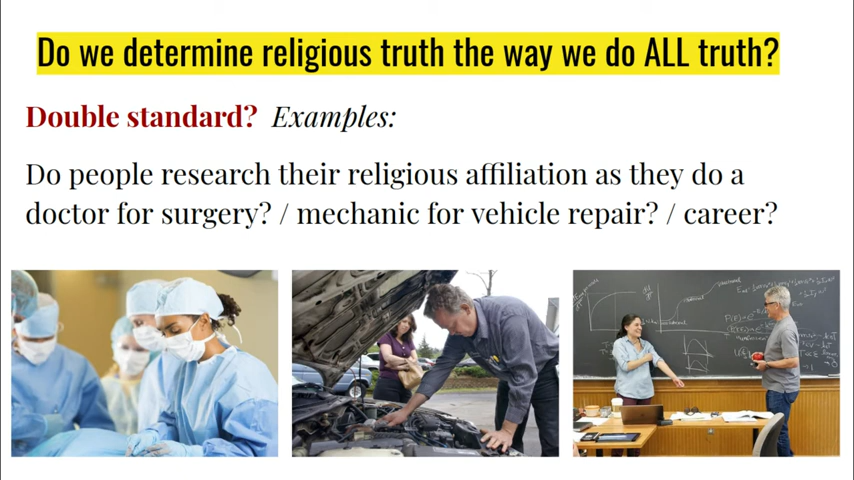 Do we determine religious truth the way we do ALL truth?
Double standard? Examples:
Do people research their religious affiliation as they do a
doctor for surgery? / mechanic for vehicle repair? / career?